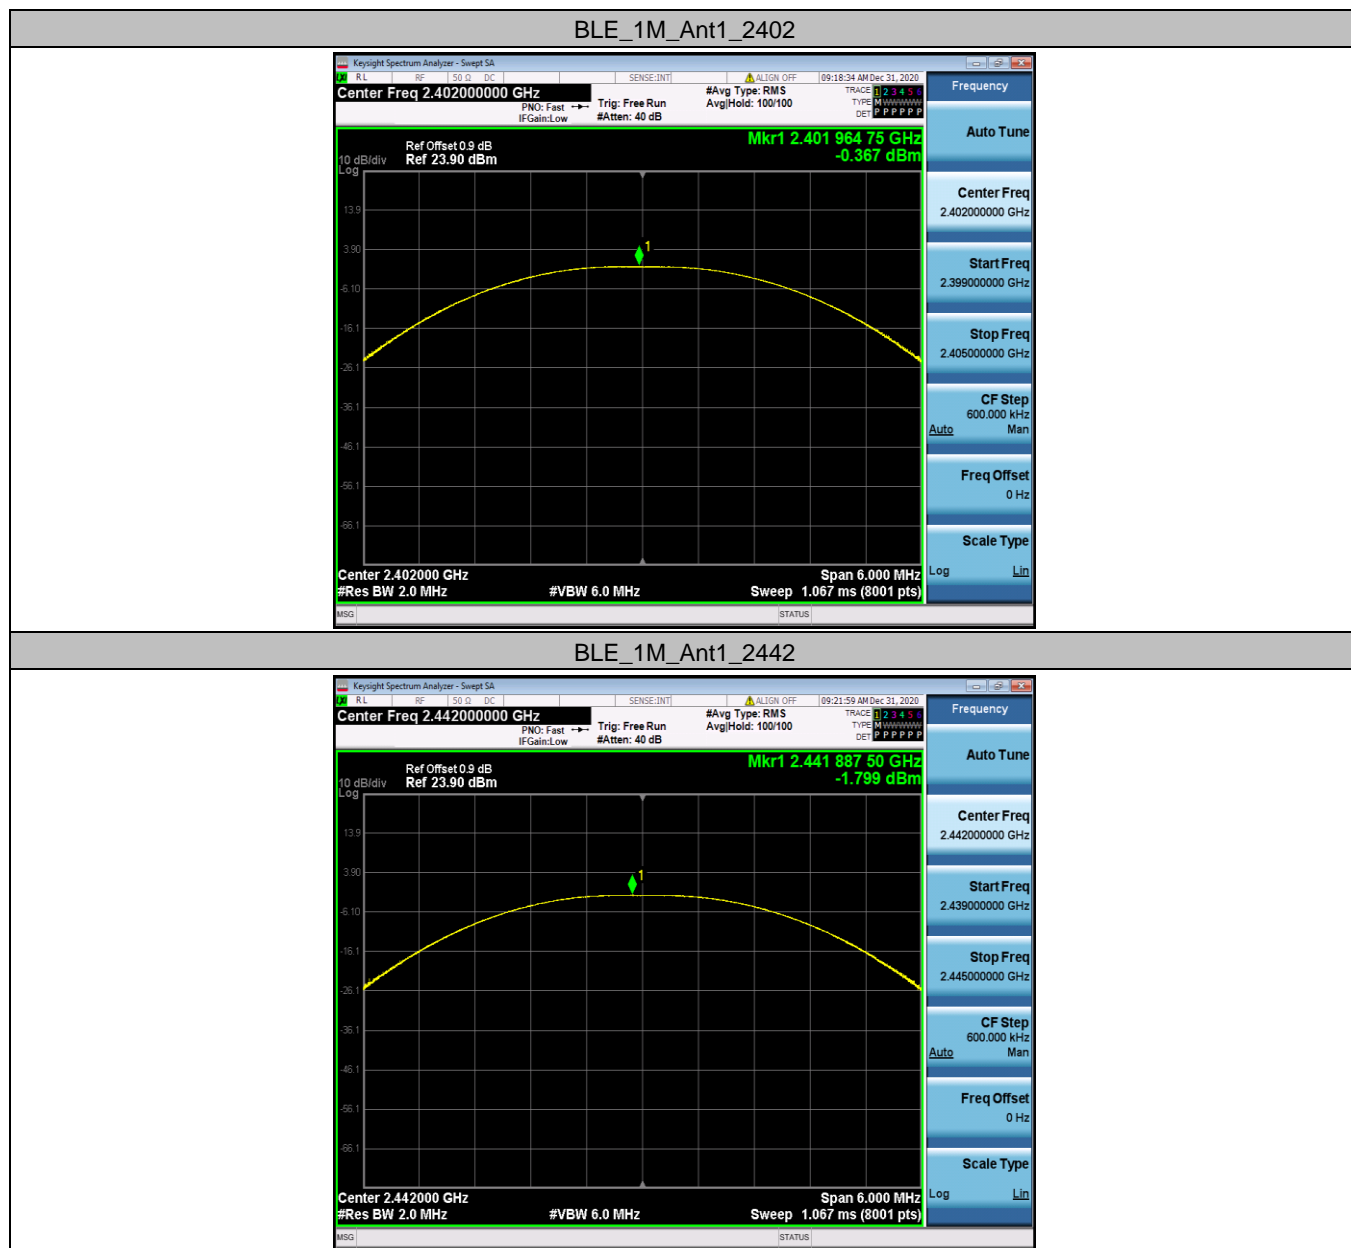 BLE_1M_Ant1_2402
Keysight Spectrum Analyzer - Swept SA
RL RF 50 Ω DC SENSE:INT ALIGN OFF 09:18:34 AM Dec 31, 2020
Center Freq 2.402000000 GHz #Avg Type: RMS TRACE 1 2 3 4 5 6
PNO: Fast Trig: Free Run Avg|Hold: 100/100 TYPE M WWWWW
IFGain:Low #Atten: 40 dB DET P P P P P P
Frequency
Mkr1 2.401 964 75 GHz
-0.367 dBm
Ref Offset 0.9 dB
10 dB/div Ref 23.90 dBm
Log
13.9
3.90
-6.10
-16.1
-26.1
-36.1
-46.1
-56.1
-66.1
1
Center 2.402000 GHz Span 6.000 MHz
#Res BW 2.0 MHz #VBW 6.0 MHz Sweep 1.067 ms (8001 pts)
Auto Tune
Center Freq
2.402000000 GHz
Start Freq
2.399000000 GHz
Stop Freq
2.405000000 GHz
CF Step
600.000 kHz
Auto Man
Freq Offset
0 Hz
Scale Type
Log Lin
MSG STATUS
BLE_1M_Ant1_2442
Keysight Spectrum Analyzer - Swept SA
RL RF 50 Ω DC SENSE:INT ALIGN OFF 09:21:59 AM Dec 31, 2020
Center Freq 2.442000000 GHz #Avg Type: RMS TRACE 1 2 3 4 5 6
PNO: Fast Trig: Free Run Avg|Hold: 100/100 TYPE M WWWWW
IFGain:Low #Atten: 40 dB DET P P P P P P
Frequency
Mkr1 2.441 887 50 GHz
-1.799 dBm
Ref Offset 0.9 dB
10 dB/div Ref 23.90 dBm
Log
13.9
3.90
-6.10
-16.1
-26.1
-36.1
-46.1
-56.1
-66.1
1
Center 2.442000 GHz Span 6.000 MHz
#Res BW 2.0 MHz #VBW 6.0 MHz Sweep 1.067 ms (8001 pts)
Auto Tune
Center Freq
2.442000000 GHz
Start Freq
2.439000000 GHz
Stop Freq
2.445000000 GHz
CF Step
600.000 kHz
Auto Man
Freq Offset
0 Hz
Scale Type
Log Lin
MSG STATUS